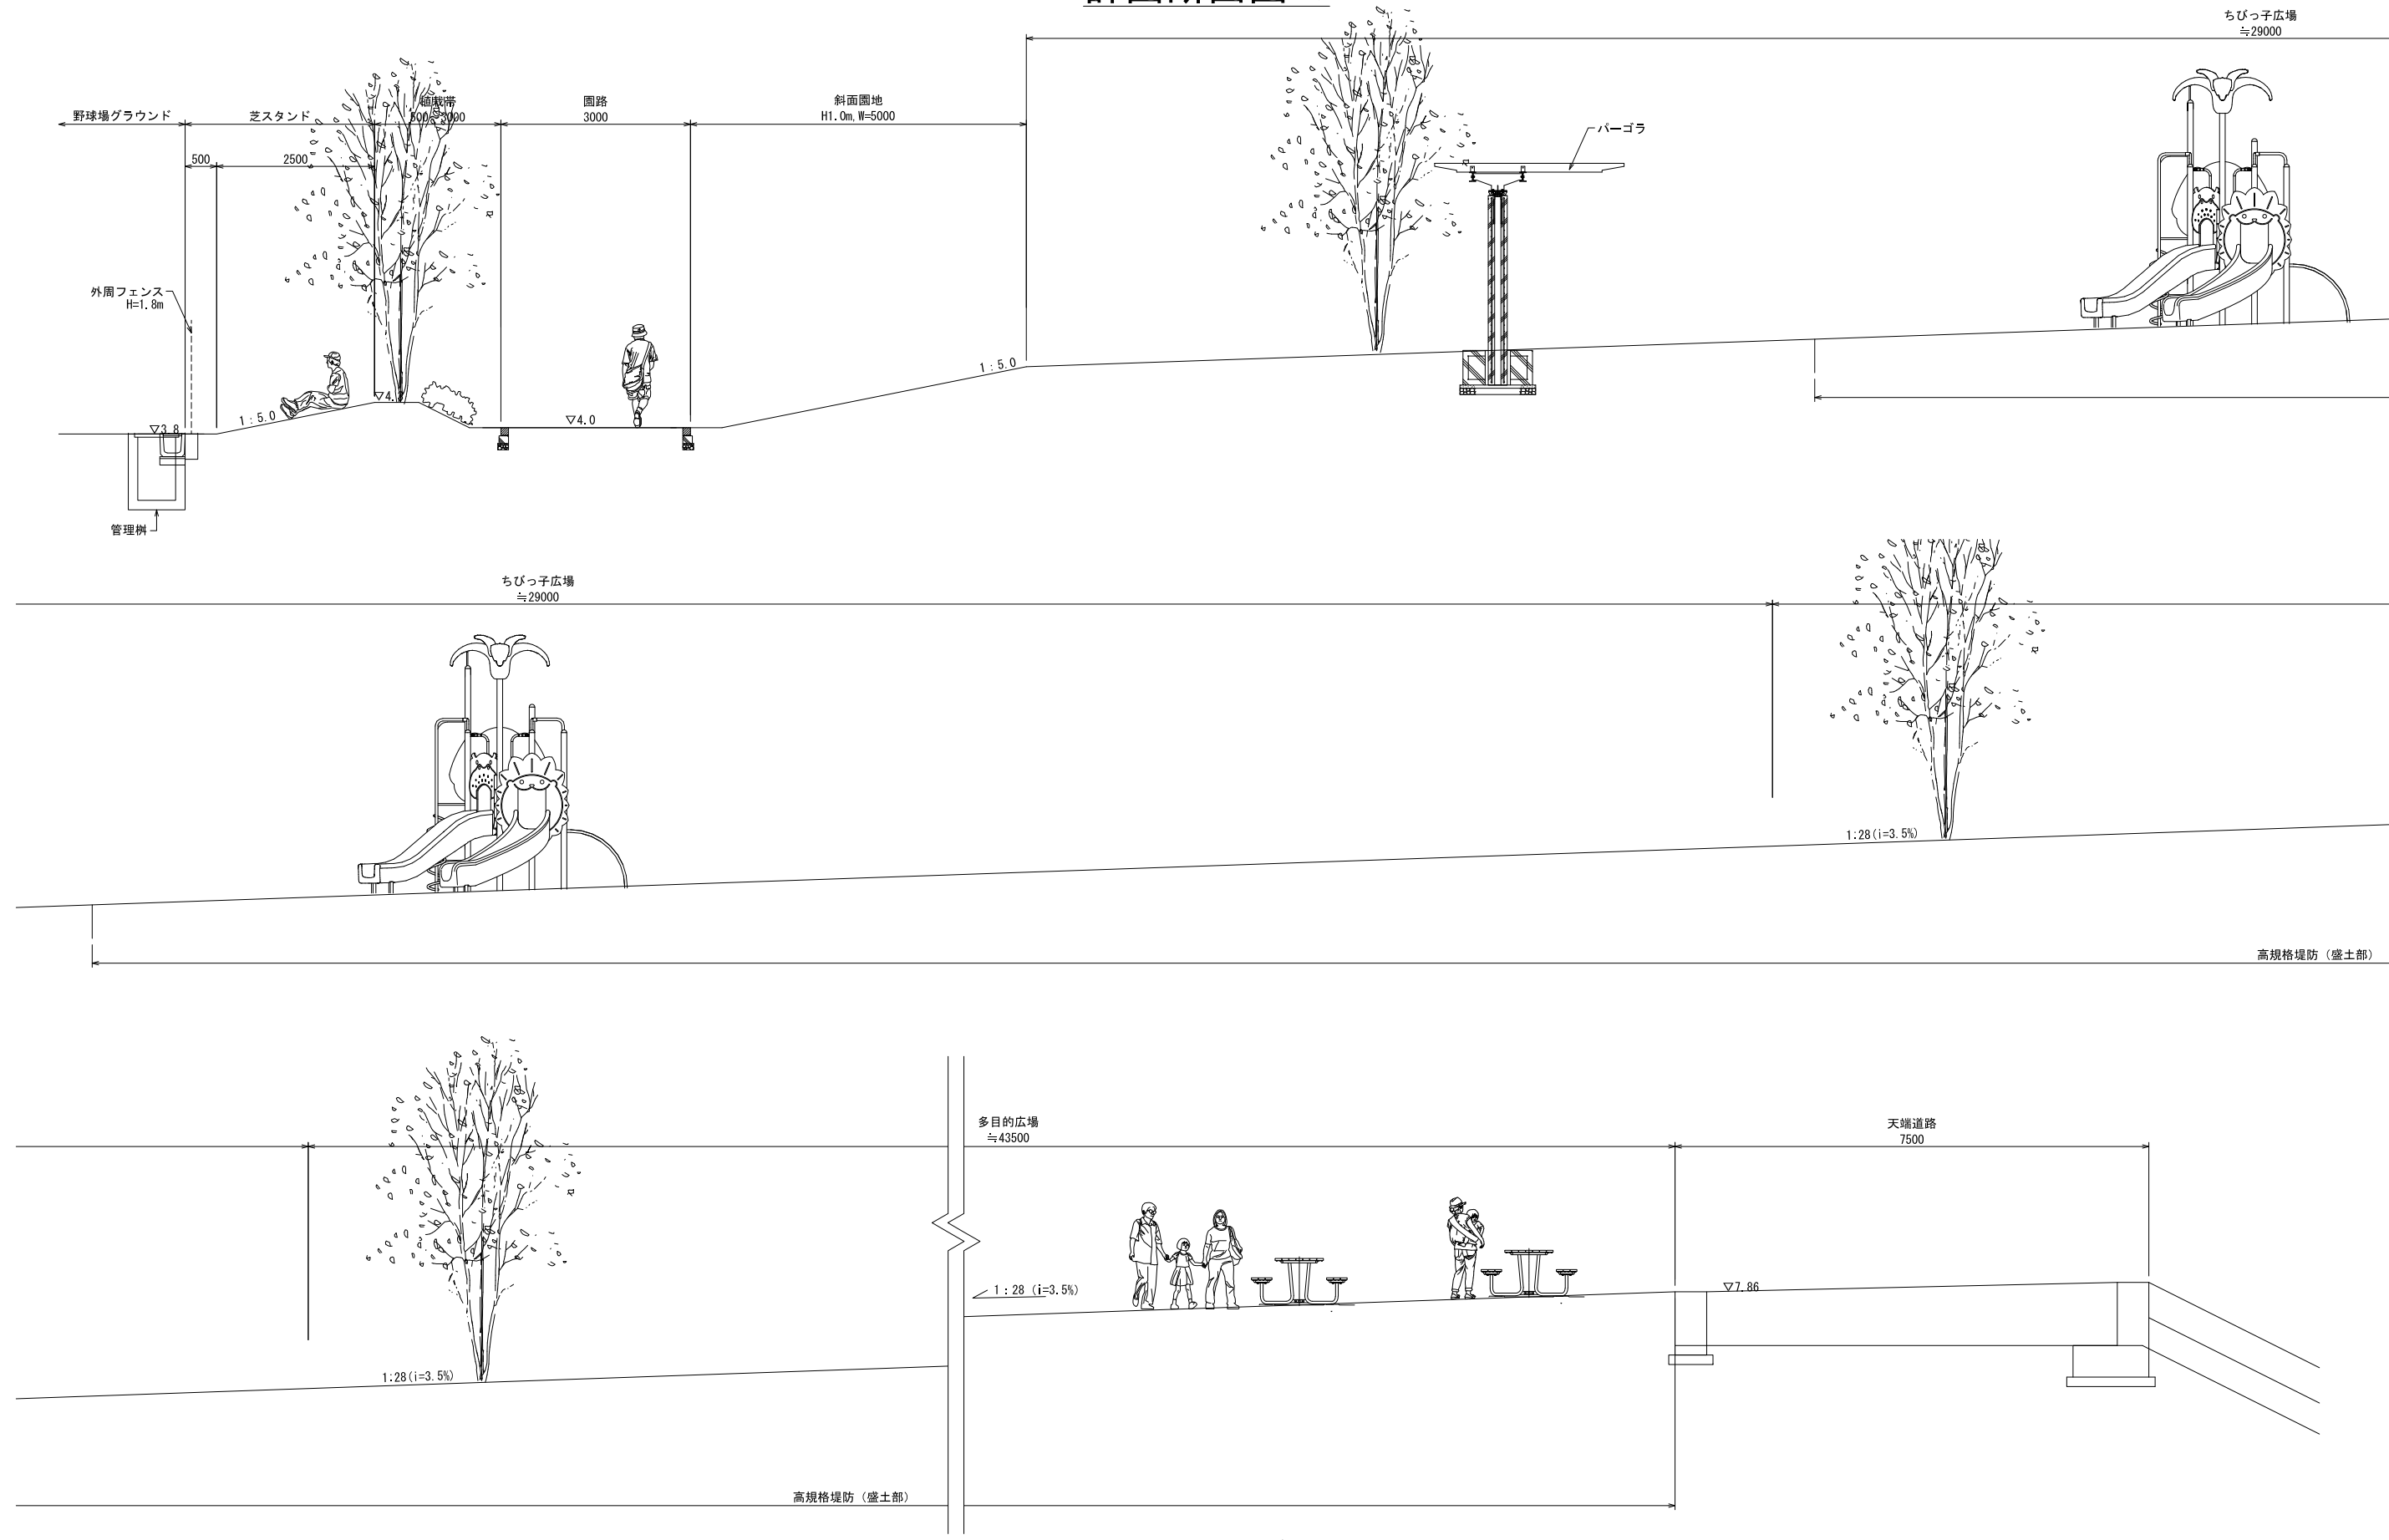 ちびっ子広場
≒29000
野球場グラウンド
芝スタンド
植栽帯
園路
3000
斜面園地
H1.0m,W=5000
500
2500
パーゴラ
外周フェンス
H=1.8m
1:5.0
1:5.0
▽4.
▽4.0
▽3.8
管理桝
ちびっ子広場
≒29000
1:28(i=3.5%)
高規格堤防（盛土部）
多目的広場
≒43500
天端道路
7500
1:28(i=3.5%)
1:28 (i=3.5%)
▽7.86
高規格堤防（盛土部）